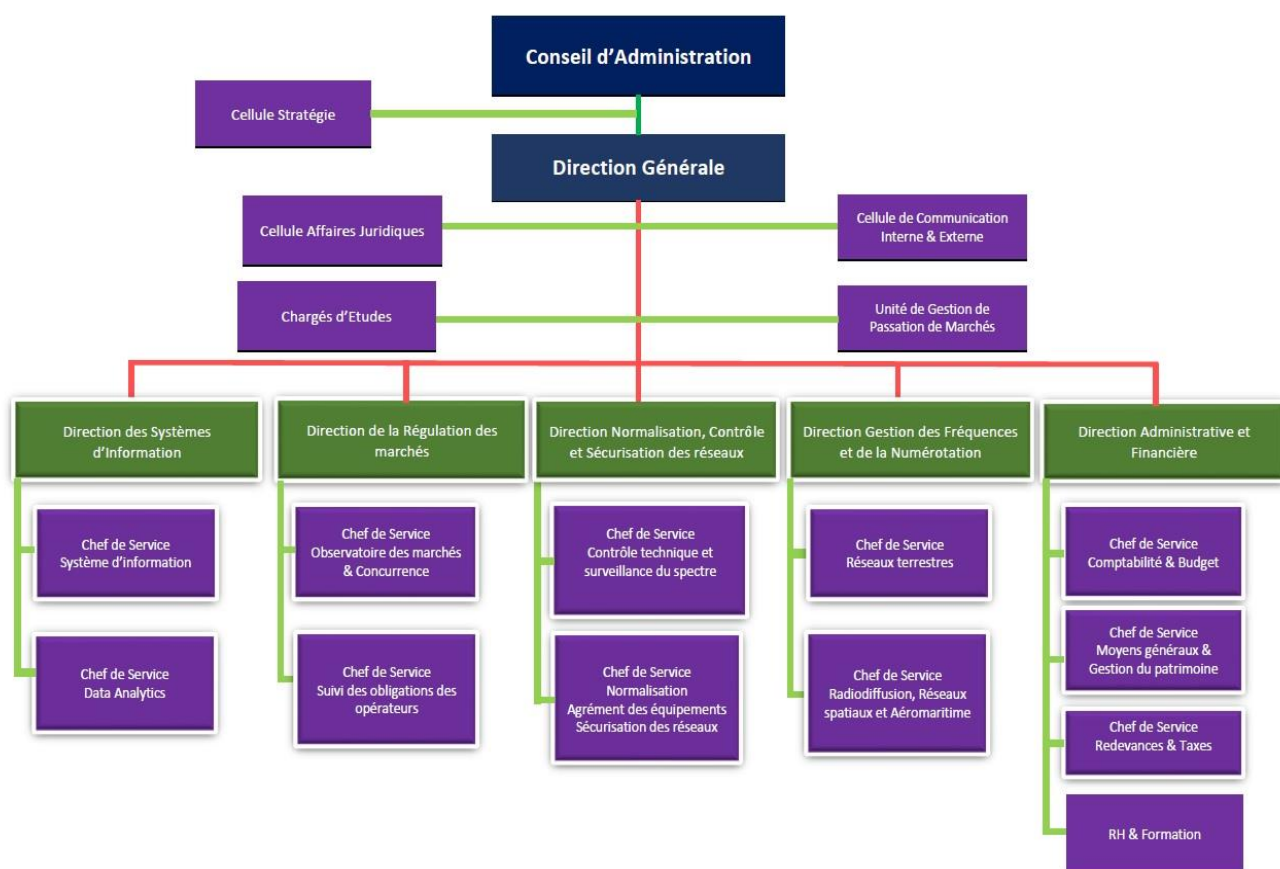 Conseil d'Administration
Cellule Stratégie
Direction Générale
Cellule Affaires Juridiques
Cellule de Communication
Interne & Externe
Chargés d'Etudes
Unité de Gestion de
Passation de Marchés
Direction des Systèmes
d'Information
Direction de la Régulation des
marchés
Direction Normalisation, Contrôle
et Sécurisation des réseaux
Direction Gestion des Fréquences
et de la Numérotation
Direction Administrative et
Financière
Chef de Service
Système d'information
Chef de Service
Data Analytics
Chef de Service
Observatoire des marchés
& Concurrence
Chef de Service
Suivi des obligations des
opérateurs
Chef de Service
Contrôle technique et
surveillance du spectre
Chef de Service
Normalisation
Agrément des équipements
Sécurisation des réseaux
Chef de Service
Réseaux terrestres
Chef de Service
Radiodiffusion, Réseaux
spatiaux et Aéromaritime
Chef de Service
Comptabilité & Budget
Chef de Service
Moyens généraux &
Gestion du patrimoine
Chef de Service
Redevances & Taxes
RH & Formation